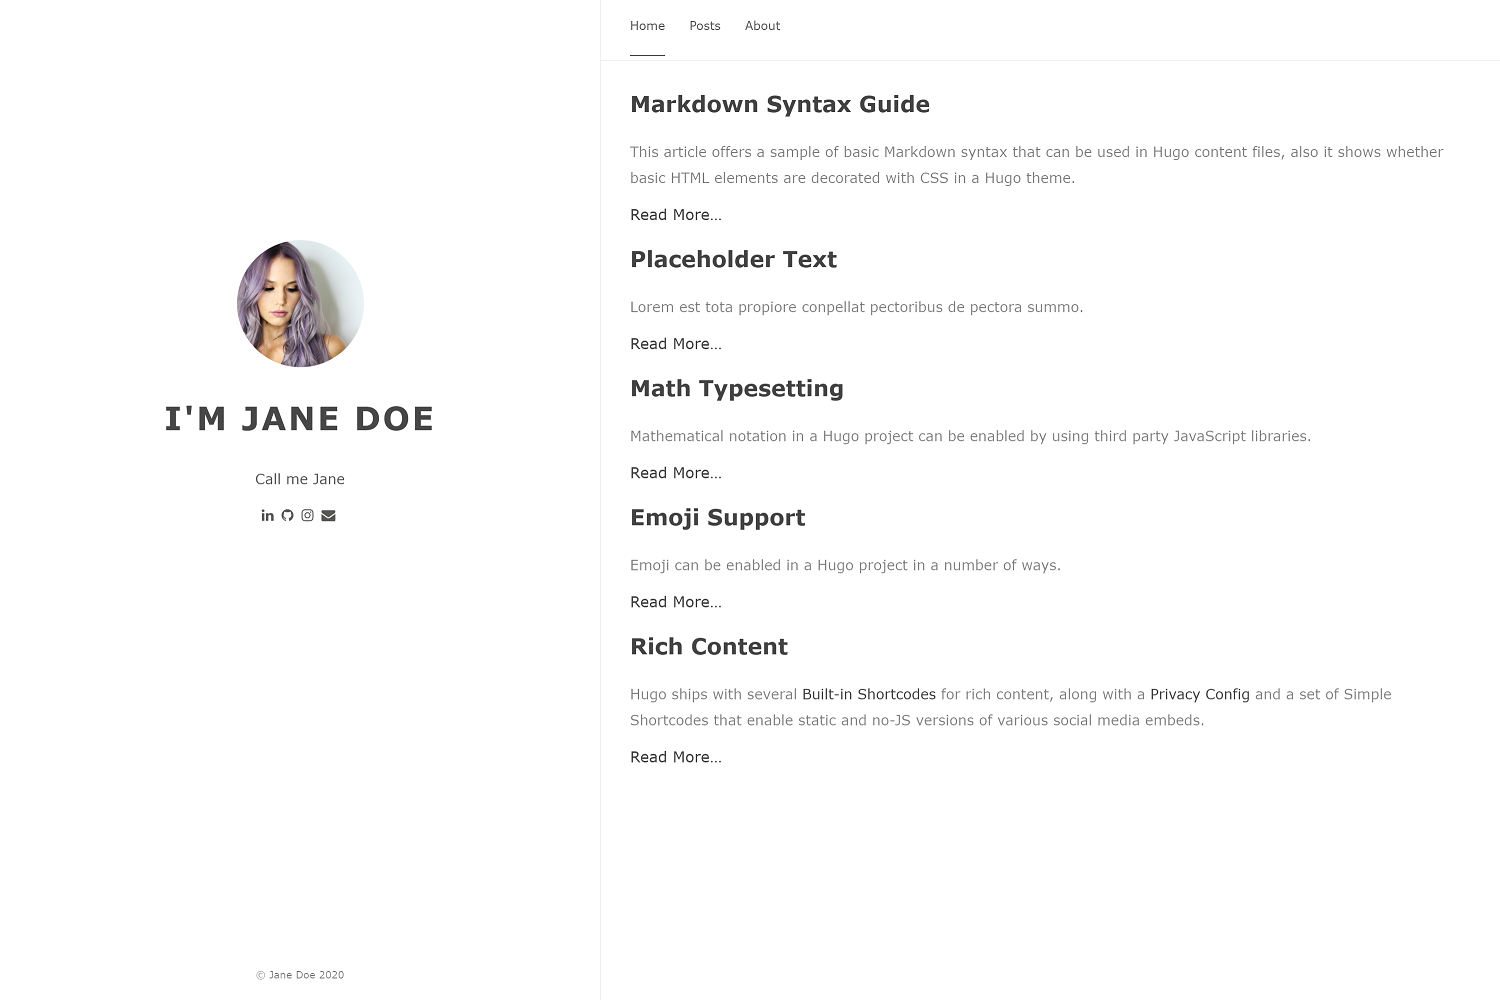 Home Posts About
I'M JANE DOE
Call me Jane
© Jane Doe 2020
Markdown Syntax Guide
This article offers a sample of basic Markdown syntax that can be used in Hugo content files, also it shows whether
basic HTML elements are decorated with CSS in a Hugo theme.
Read More…
Placeholder Text
Lorem est tota propiore conpellat pectoribus de pectora summo.
Read More…
Math Typesetting
Mathematical notation in a Hugo project can be enabled by using third party JavaScript libraries.
Read More…
Emoji Support
Emoji can be enabled in a Hugo project in a number of ways.
Read More…
Rich Content
Hugo ships with several Built-in Shortcodes for rich content, along with a Privacy Config and a set of Simple
Shortcodes that enable static and no-JS versions of various social media embeds.
Read More…